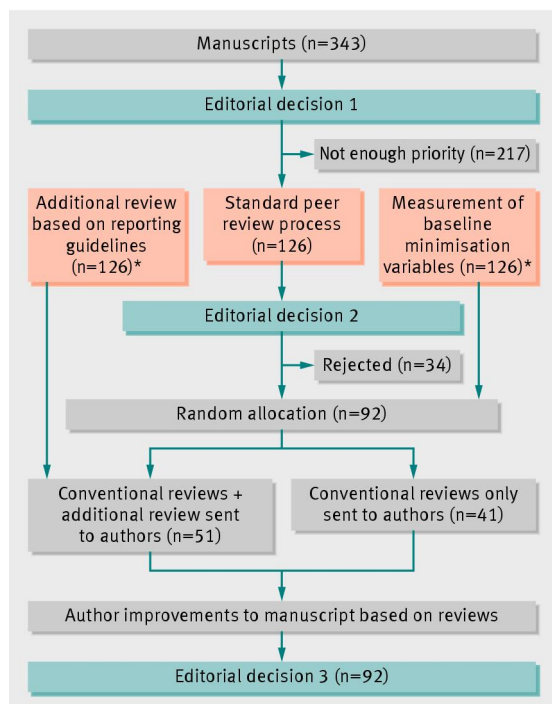 Manuscripts (n=343)
Editorial decision 1
Not enough priority (n=217)
Additional review
based on reporting
guidelines
(n=126)*
Standard peer
review process
(n=126)
Measurement of
baseline
minimisation
variables (n=126)*
Editorial decision 2
Rejected (n=34)
Random allocation (n=92)
Conventional reviews +
additional review sent
to authors (n=51)
Conventional reviews only
sent to authors (n=41)
Author improvements to manuscript based on reviews
Editorial decision 3 (n=92)